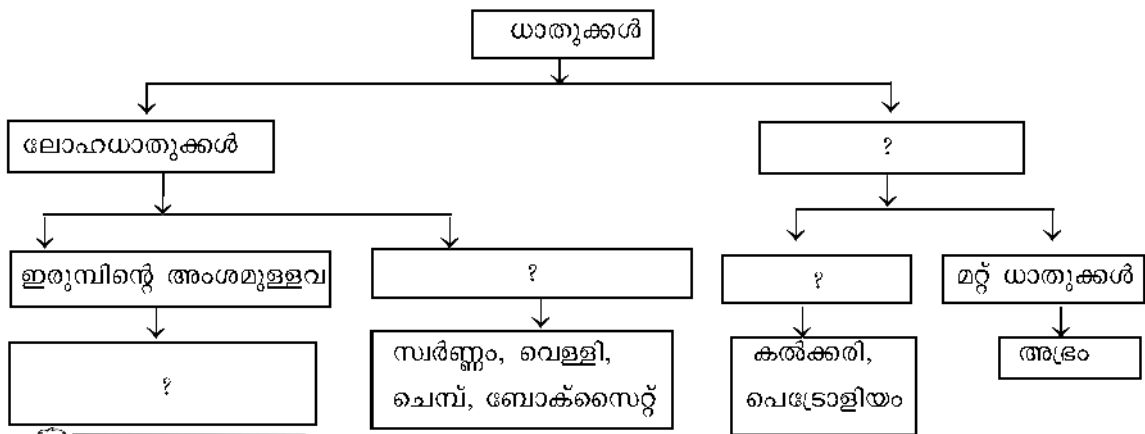 ധാതുക്കൾ
ലോഹധാതുക്കൾ
?
ഇരുമ്പിന്റെ അംശമുള്ളവ
?
?
മറ്റ് ധാതുക്കൾ
?
സ്വർണ്ണം, വെള്ളി,
ചെമ്പ്, ബോക്സൈറ്റ്
കൽക്കരി,
പെട്രോളിയം
അഭ്രം